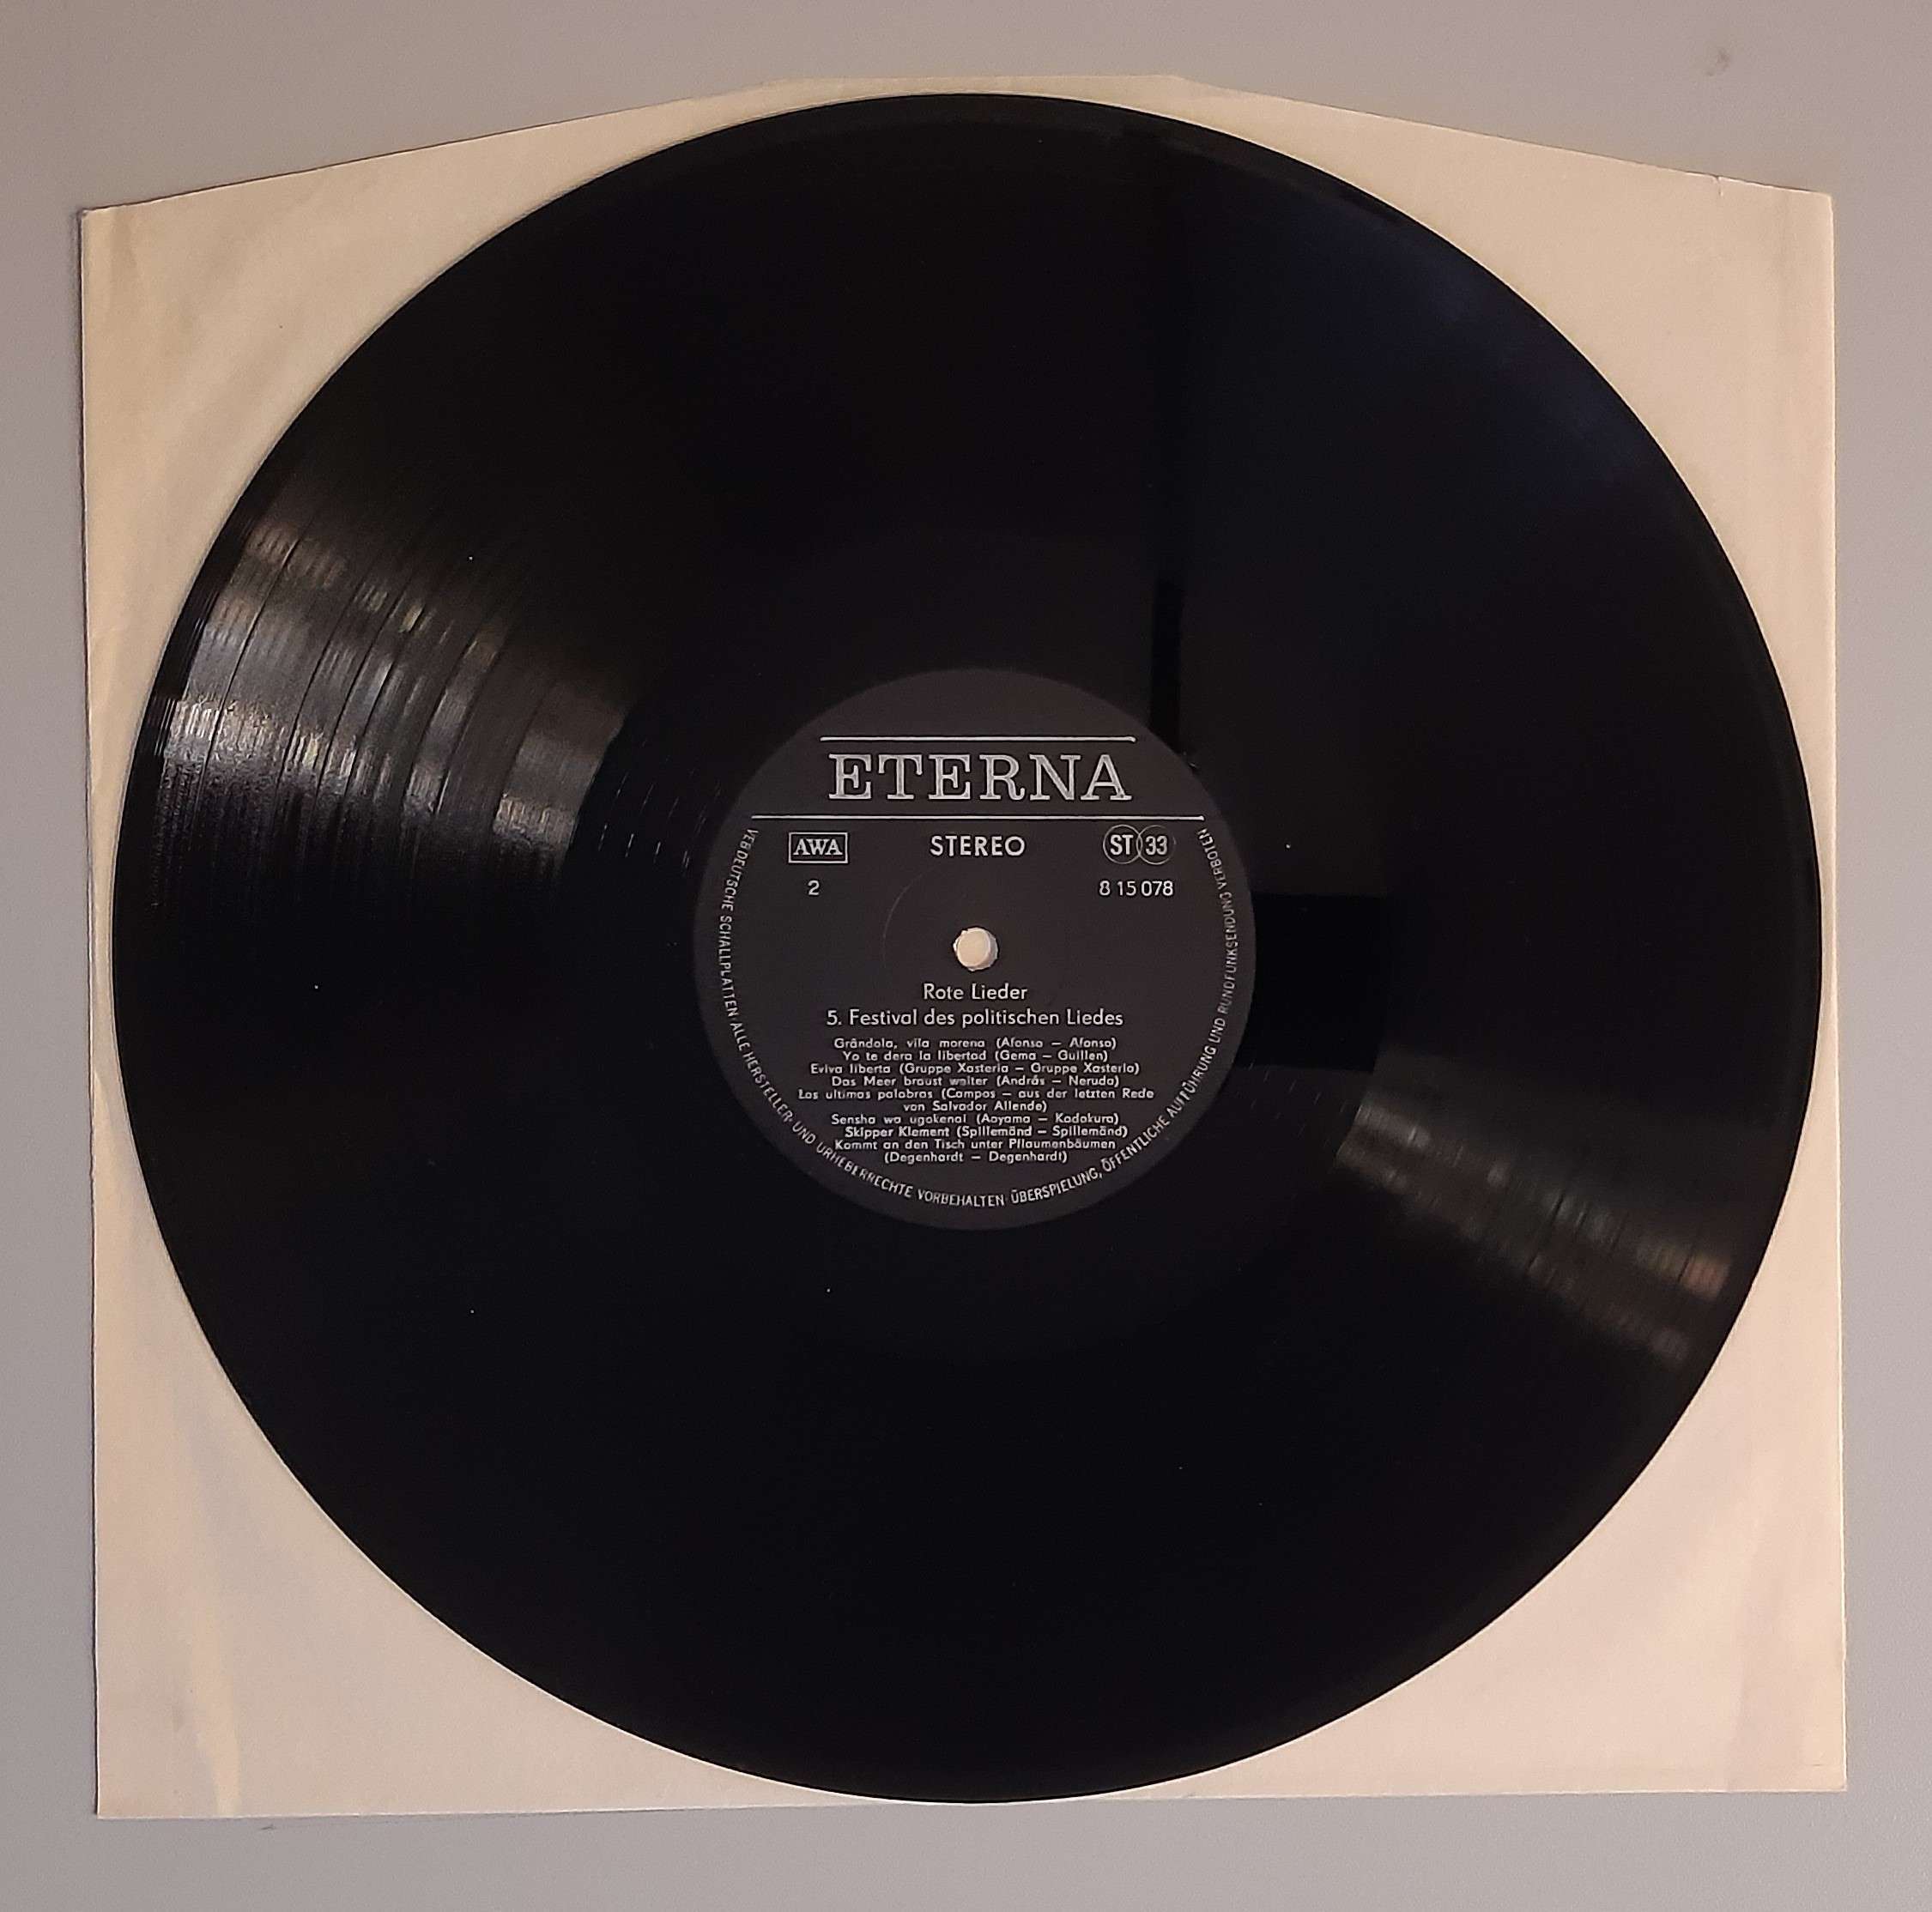 ETERNA
AWA STEREO ST 33
2 8 15 078
Rote Lieder
5. Festival des politischen Liedes
Grândola, vila morena (Afonso – Afonso)
Yo te dera la libertad (Gema – Guillen)
Eviva liberta (Gruppe Xasteria – Gruppe Xasteria)
Das Meer braust weiter (András – Neruda)
Las ultimas palabras (Campos – aus der letzten Rede
von Salvador Allende)
Sensha wo ugokenai (Aoyama – Kadokura)
Skipper Klement (Spillemänd – Spillemänd)
Kommt an den Tisch unter Pflaumenbäumen
(Degenhardt – Degenhardt)
VEB DEUTSCHE SCHALLPLATTEN · ALLE HERSTELLER- UND URHEBERRECHTE VORBEHALTEN · ÜBERSPIELUNG, ÖFFENTLICHE AUFFÜHRUNG UND RUNDFUNKSENDUNG VERBOTEN